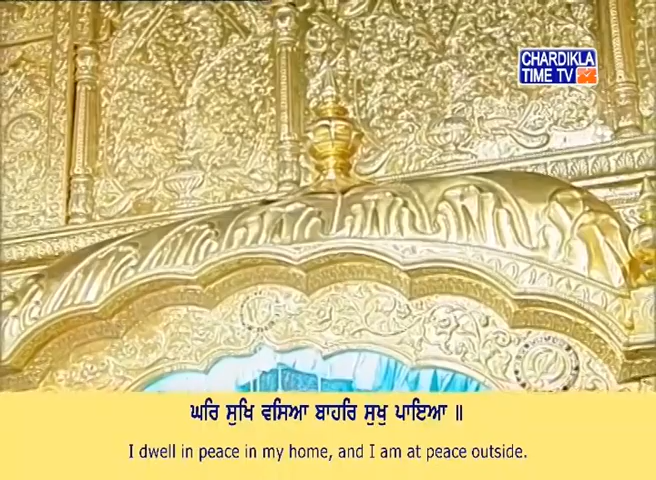 CHARDIKLA
TIME TV
ਘਰਿ ਸੁਖਿ ਵਸਿਆ ਬਾਹਰਿ ਸੁਖੁ ਪਾਇਆ ॥
I dwell in peace in my home, and I am at peace outside.